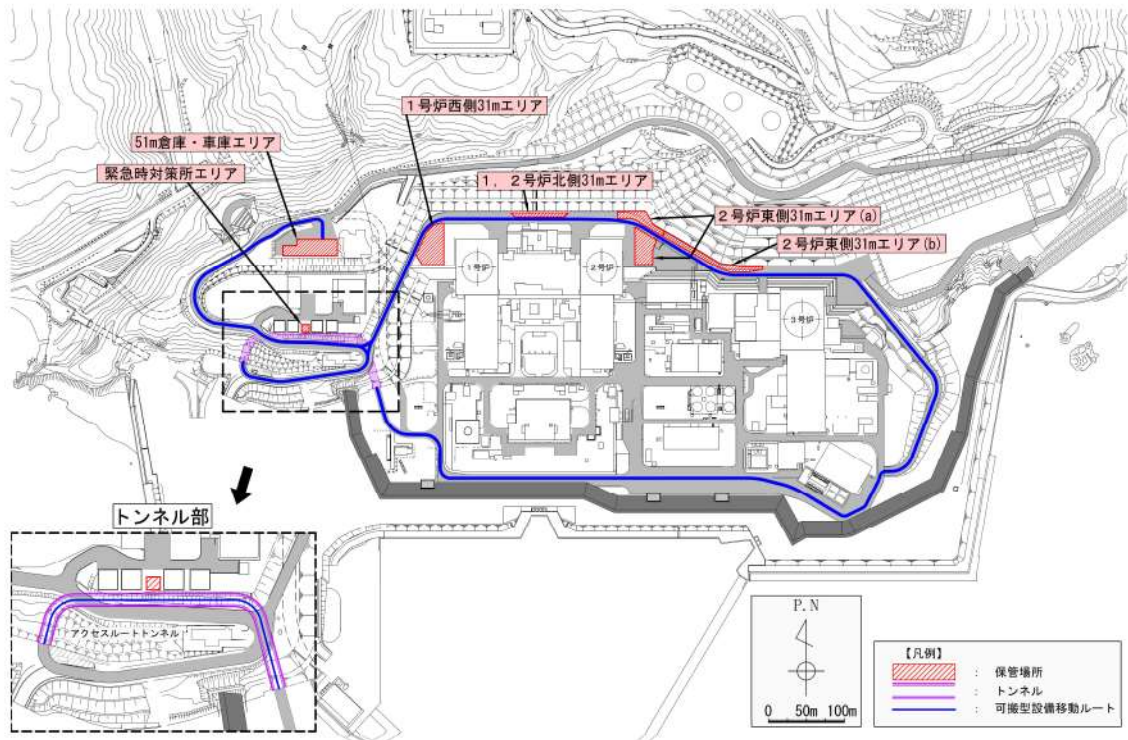 1号炉西側31mエリア
51m倉庫・車庫エリア
緊急時対策所エリア
1，2号炉北側31mエリア
2号炉東側31mエリア(a)
2号炉東側31mエリア(b)
1号炉
2号炉
3号炉
トンネル部
アクセスルートトンネル
P.N
0 50m 100m
【凡例】
： 保管場所
： トンネル
： 可搬型設備移動ルート